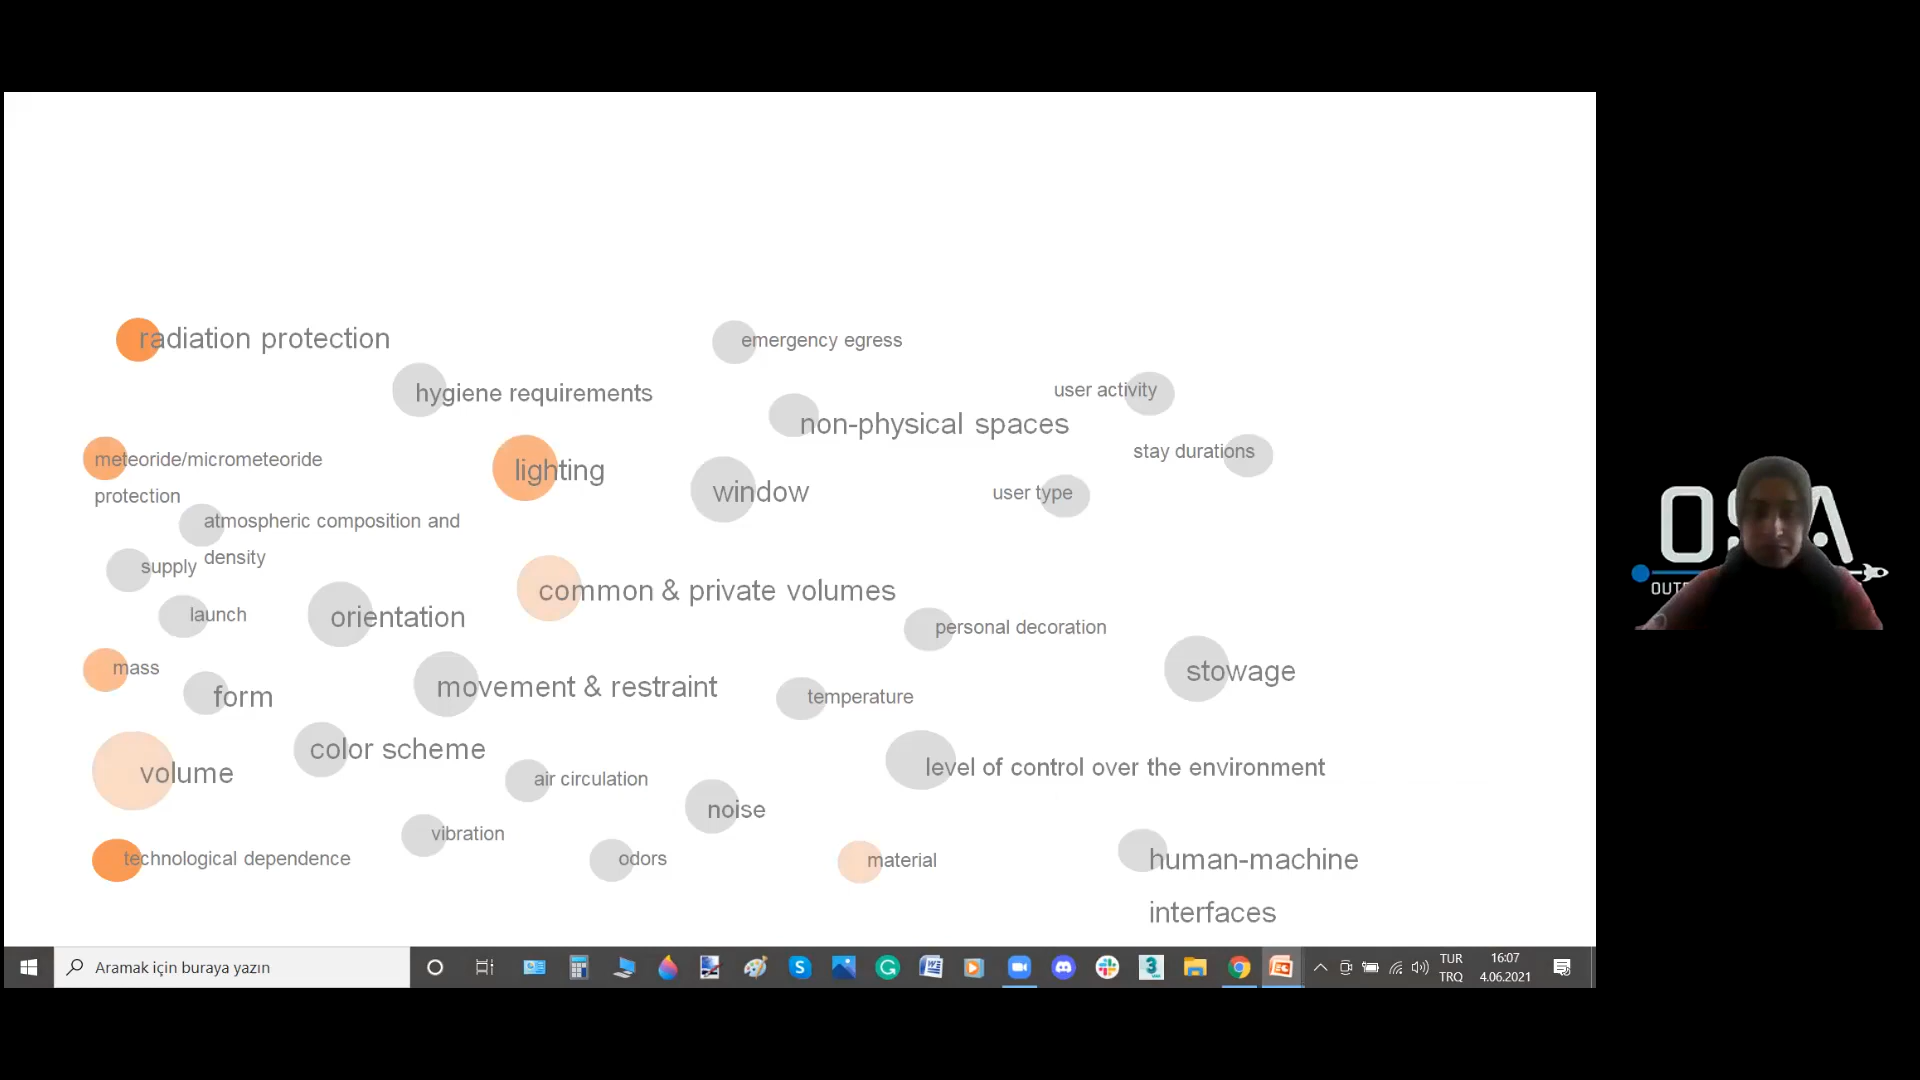 radiation protection
emergency egress
hygiene requirements
user activity
non-physical spaces
meteoride/micrometeoride
protection
lighting
stay durations
window
user type
atmospheric composition and
density
supply
common & private volumes
launch
orientation
personal decoration
mass
form
movement & restraint
temperature
stowage
volume
color scheme
air circulation
level of control over the environment
noise
vibration
technological dependence
odors
material
human-machine
interfaces
Aramak için buraya yazın
TUR
TRQ
16:07
4.06.2021